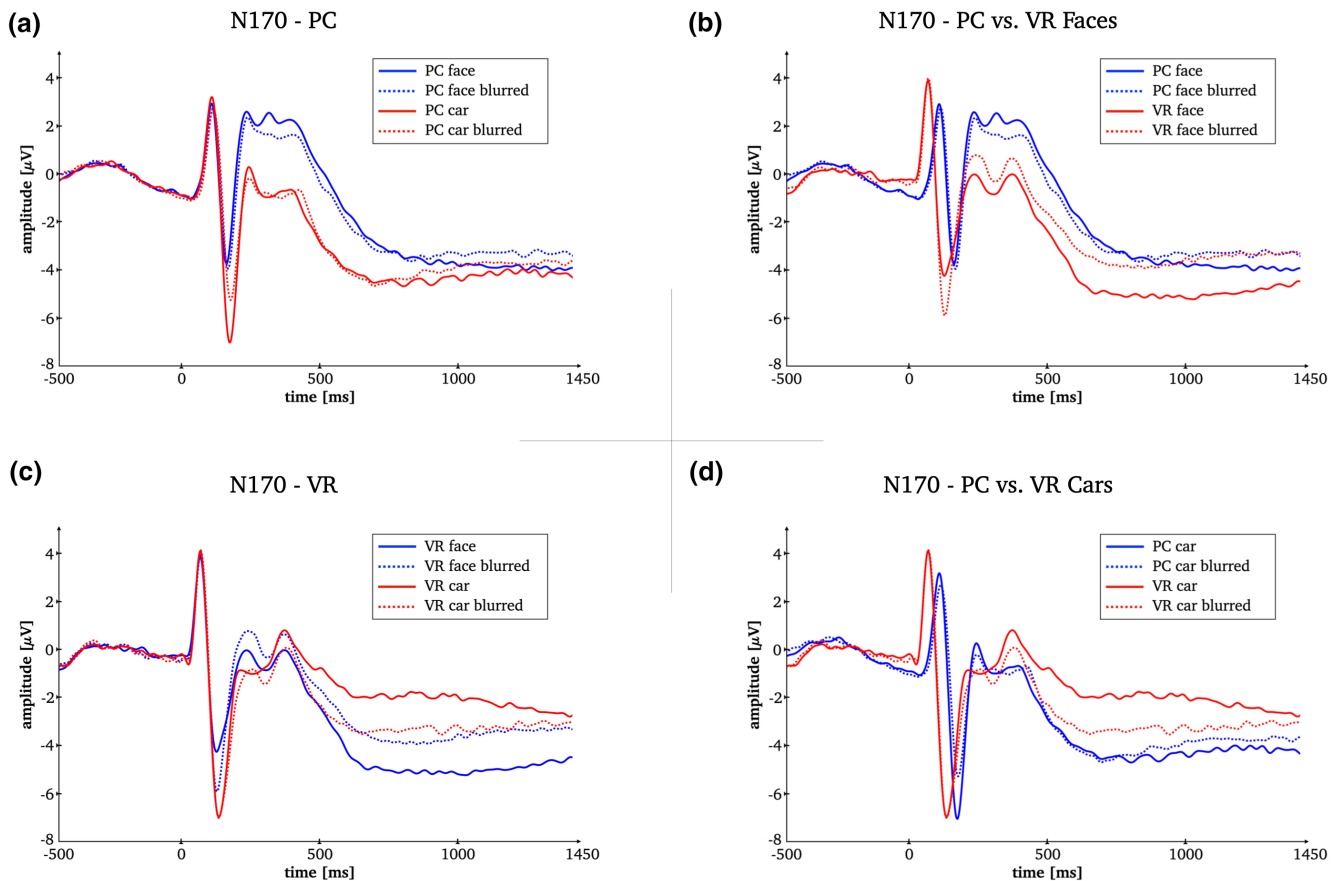 (a)
N170 - PC
PC face
PC face blurred
PC car
PC car blurred
amplitude [μV]
4
2
0
-2
-4
-6
-8
-500
0
500
1000
1450
time [ms]
(b)
N170 - PC vs. VR Faces
PC face
PC face blurred
VR face
VR face blurred
amplitude [μV]
4
2
0
-2
-4
-6
-8
-500
0
500
1000
1450
time [ms]
(c)
N170 - VR
VR face
VR face blurred
VR car
VR car blurred
amplitude [μV]
4
2
0
-2
-4
-6
-8
-500
0
500
1000
1450
time [ms]
(d)
N170 - PC vs. VR Cars
PC car
PC car blurred
VR car
VR car blurred
amplitude [μV]
4
2
0
-2
-4
-6
-8
-500
0
500
1000
1450
time [ms]